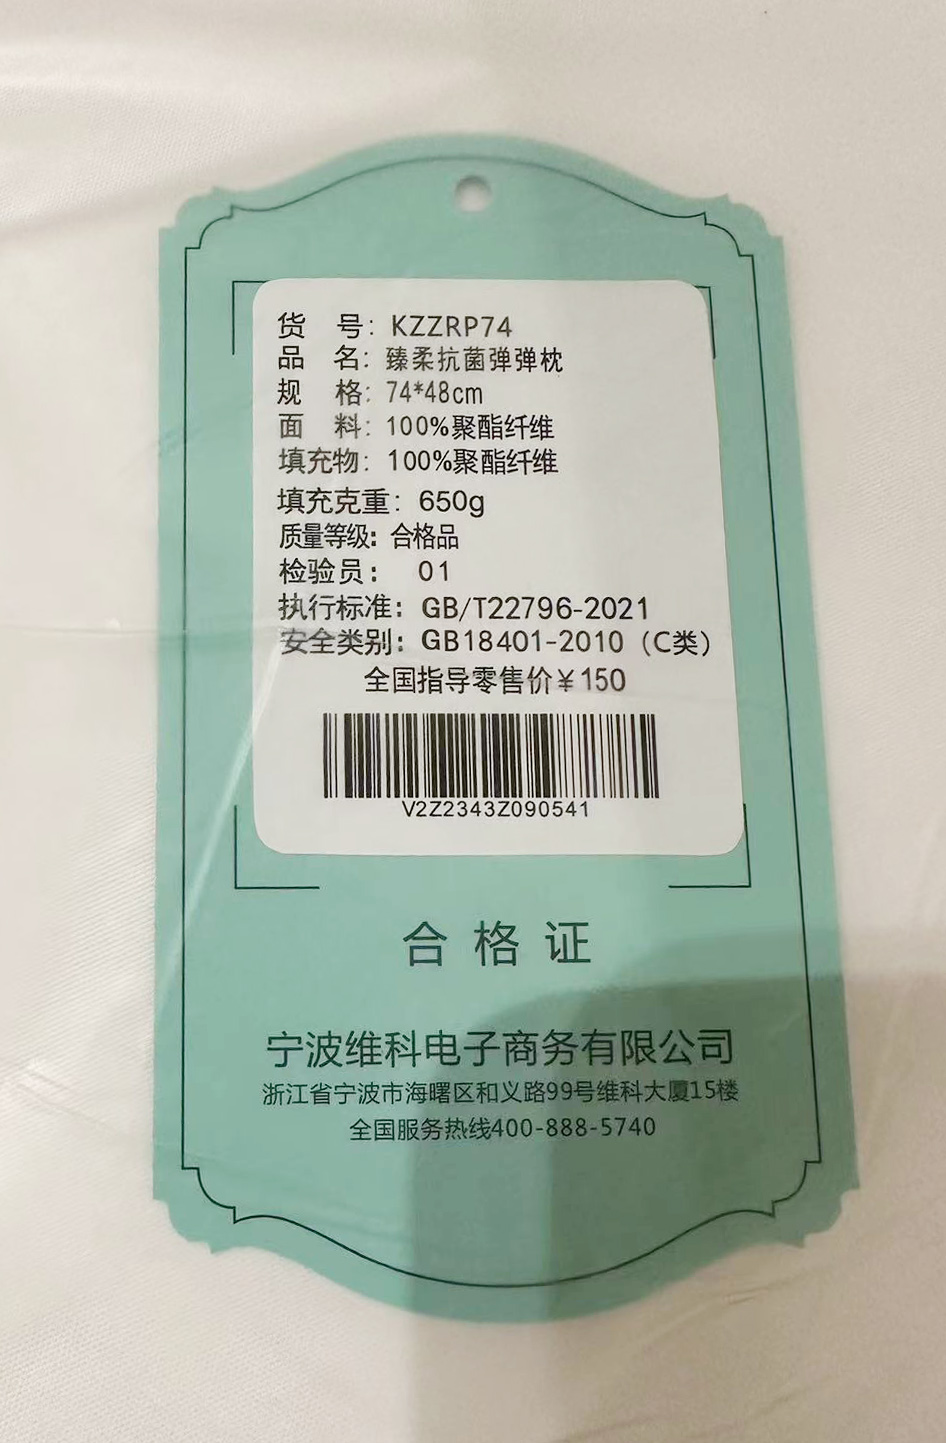 货 号: KZZRP74
品 名: 臻柔抗菌弹弹枕
规 格: 74*48cm
面 料: 100%聚酯纤维
填充物: 100%聚酯纤维
填充克重: 650g
质量等级: 合格品
检验员: 01
执行标准: GB/T22796-2021
安全类别: GB18401-2010 (C类)
全国指导零售价￥150
V2Z2343Z090541
合格证
宁波维科电子商务有限公司
浙江省宁波市海曙区和义路99号维科大厦15楼
全国服务热线400-888-5740